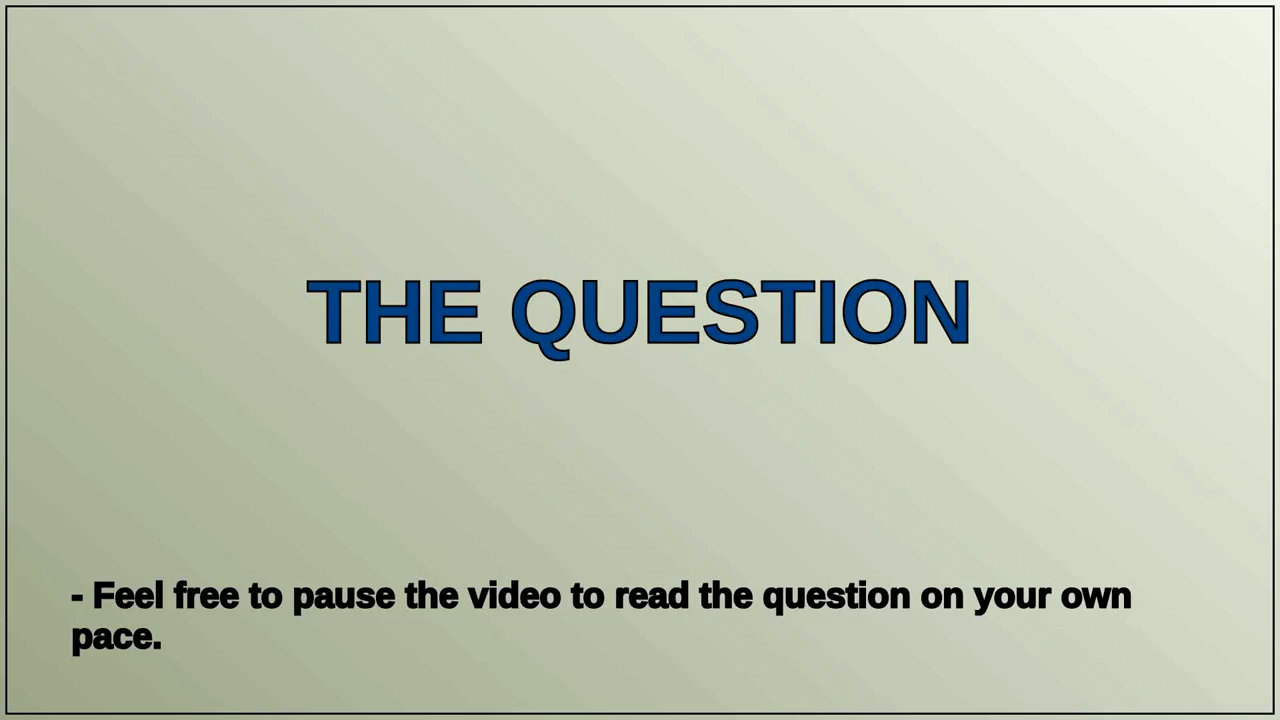 THE QUESTION
- Feel free to pause the video to read the question on your own
pace.